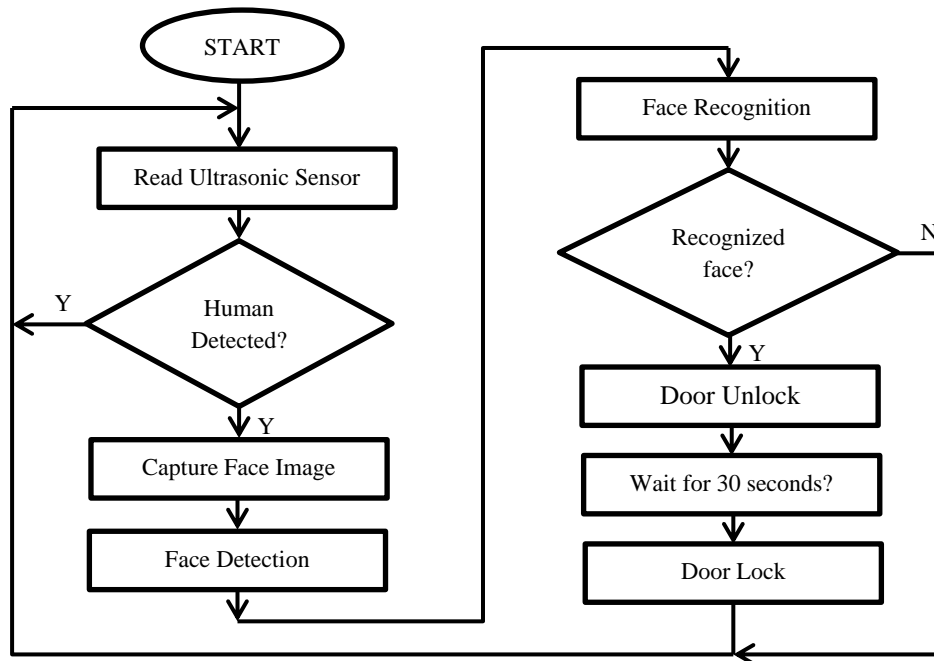 START
Read Ultrasonic Sensor
Y
Human
Detected?
Y
Capture Face Image
Face Detection
Face Recognition
Recognized
face?
N
Y
Door Unlock
Wait for 30 seconds?
Door Lock